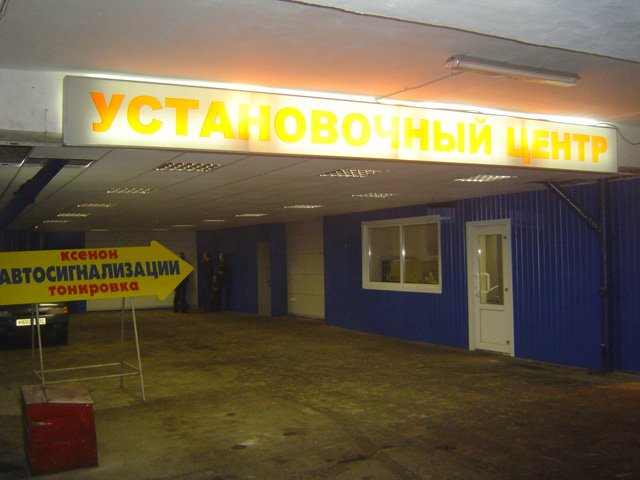 УСТАНОВОЧНЫЙ ЦЕНТР
ксенон
АВТОСИГНАЛИЗАЦИИ
тонировка